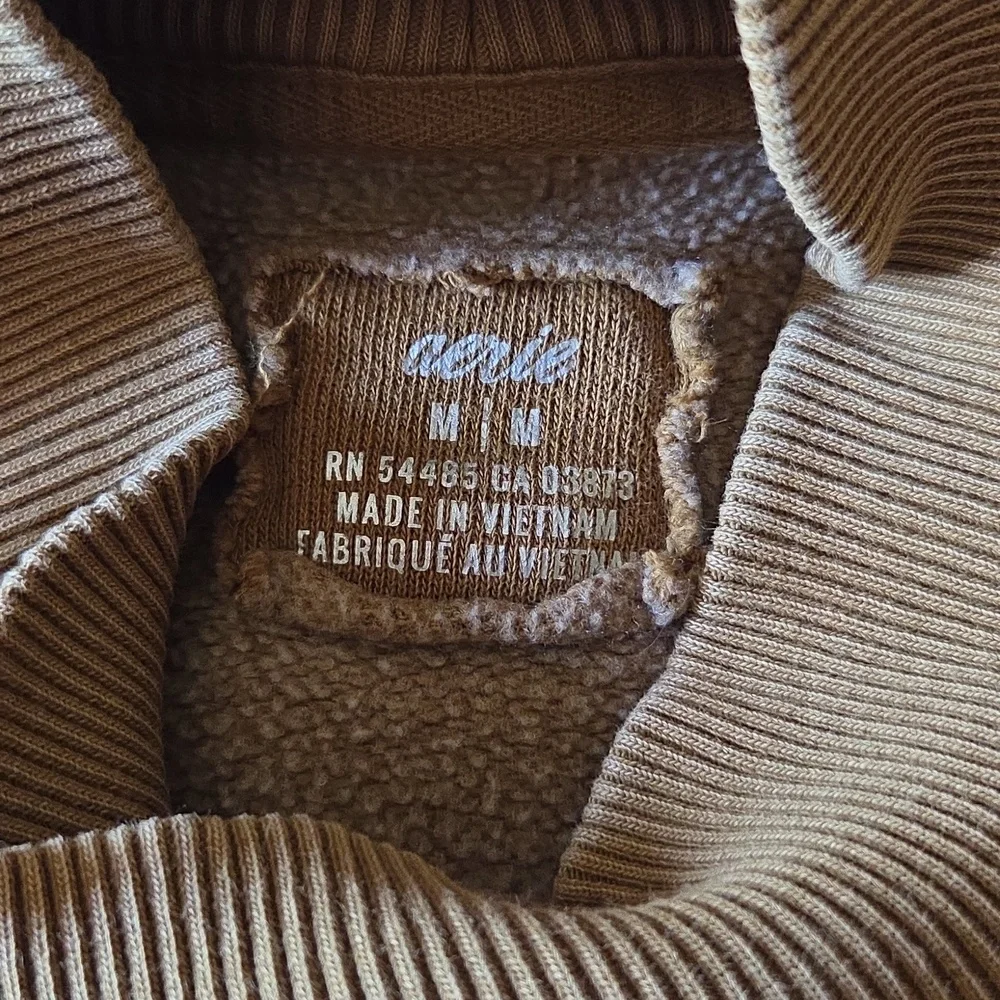 aerie
M | M
RN 54485 CA 03873
MADE IN VIETNAM
FABRIQUÉ AU VIETNAM